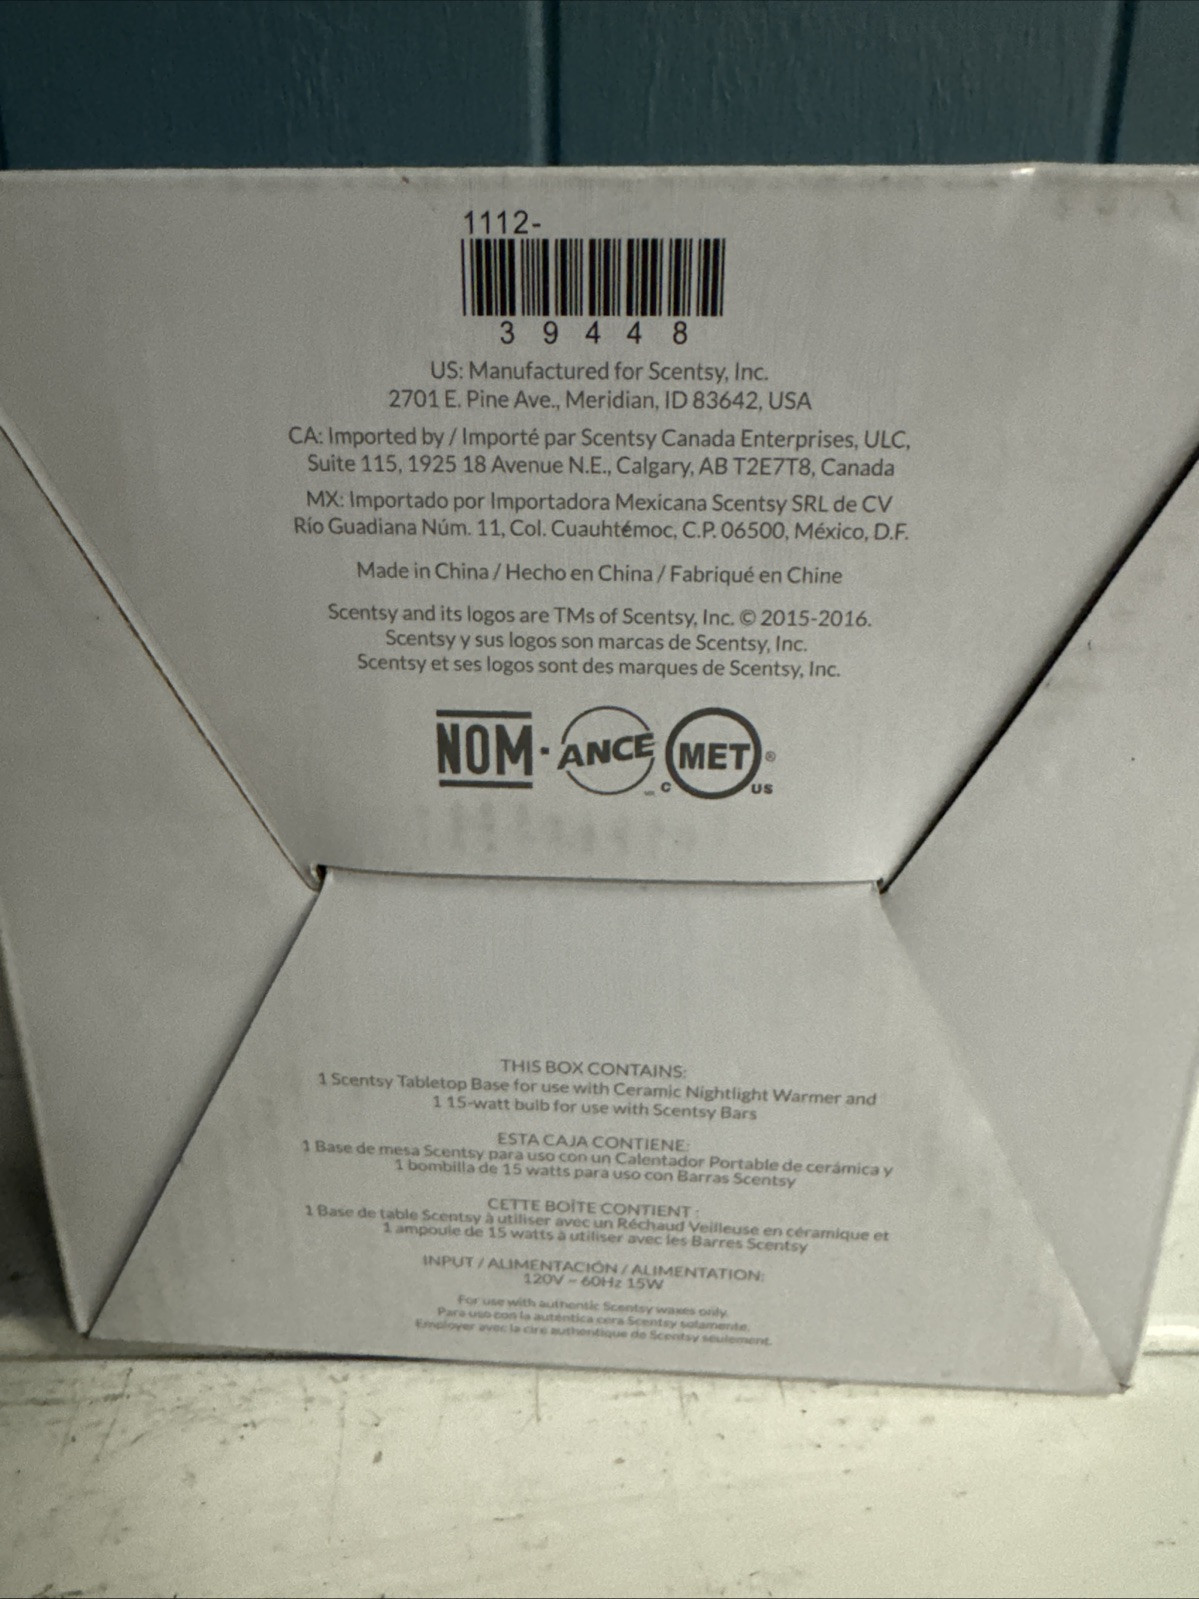 1112-
3 9 4 4 8
US: Manufactured for Scentsy, Inc.
2701 E. Pine Ave., Meridian, ID 83642, USA
CA: Imported by / Importé par Scentsy Canada Enterprises, ULC,
Suite 115, 1925 18 Avenue N.E., Calgary, AB T2E7T8, Canada
MX: Importado por Importadora Mexicana Scentsy SRL de CV
Río Guadiana Núm. 11, Col. Cuauhtémoc, C.P. 06500, México, D.F.
Made in China / Hecho en China / Fabriqué en Chine
Scentsy and its logos are TMs of Scentsy, Inc. © 2015-2016.
Scentsy y sus logos son marcas de Scentsy, Inc.
Scentsy et ses logos sont des marques de Scentsy, Inc.
NOM - ANCE C MET® US
THIS BOX CONTAINS:
1 Scentsy Tabletop Base for use with Ceramic Nightlight Warmer and
1 15-watt bulb for use with Scentsy Bars
ESTA CAJA CONTIENE:
1 Base de mesa Scentsy para uso con un Calentador Portable de cerámica y
1 bombilla de 15 watts para uso con Barras Scentsy
CETTE BOÎTE CONTIENT :
1 Base de table Scentsy à utiliser avec un Réchaud Veilleuse en céramique et
1 ampoule de 15 watts à utiliser avec les Barres Scentsy
INPUT / ALIMENTACIÓN / ALIMENTATION:
120V ~ 60Hz 15W
For use with authentic Scentsy waxes only.
Para uso con la auténtica cera Scentsy solamente.
Employer avec la cire authentique de Scentsy seulement.